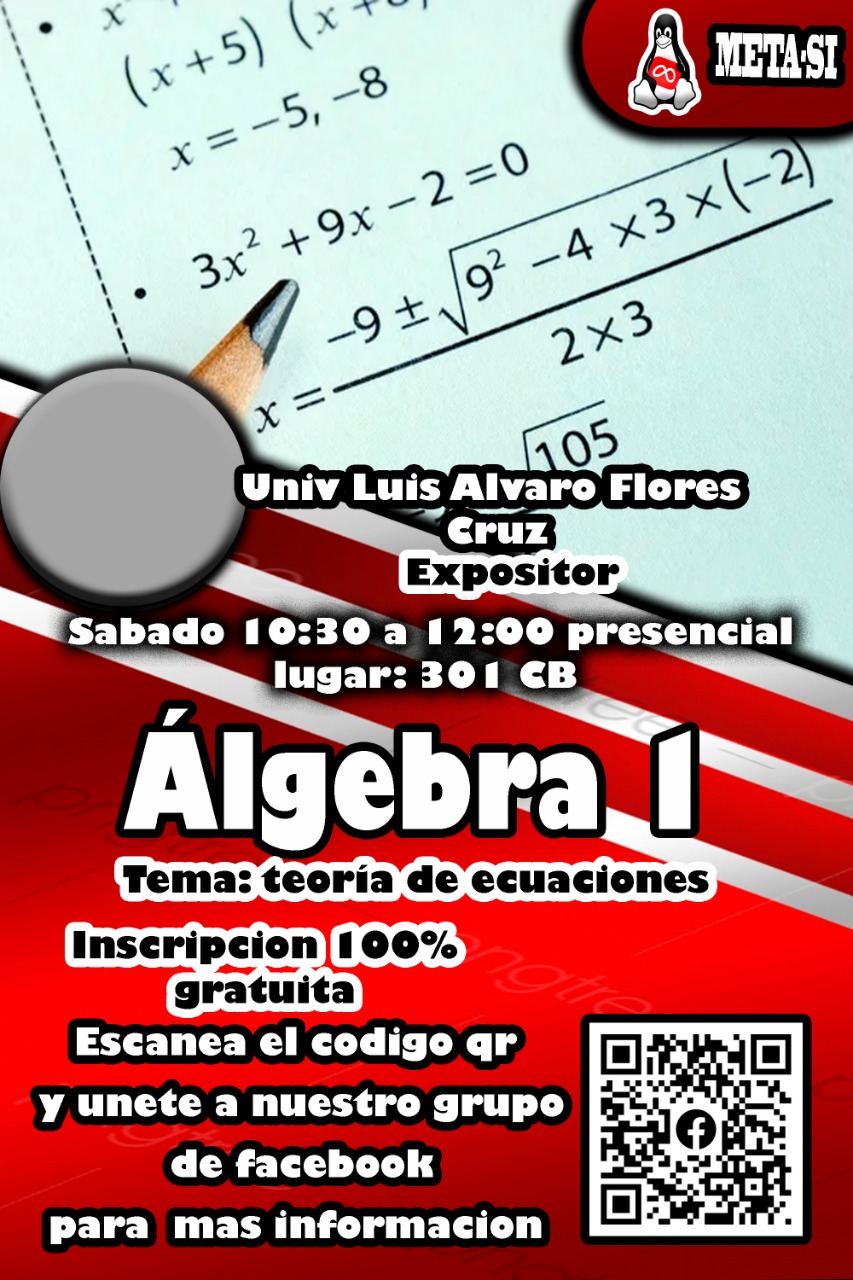 META-SI
(x + 5) (x +
x = −5, −8
3x² + 9x − 2 = 0
x = −9 ± √9² − 4 × 3 × (−2)
2 × 3
√105
Univ Luis Alvaro Flores
Cruz
Expositor
Sabado 10:30 a 12:00 presencial
lugar: 301 CB
Álgebra 1
Tema: teoría de ecuaciones
Inscripcion 100%
gratuita
Escanea el codigo qr
y unete a nuestro grupo
de facebook
para mas informacion